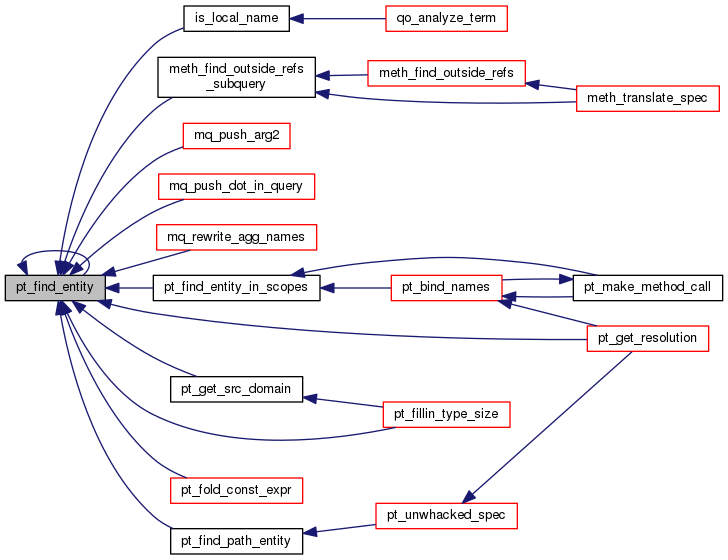 is_local_name
qo_analyze_term
meth_find_outside_refs
_subquery
meth_find_outside_refs
meth_translate_spec
mq_push_arg2
mq_push_dot_in_query
mq_rewrite_agg_names
pt_find_entity
pt_find_entity_in_scopes
pt_bind_names
pt_make_method_call
pt_get_resolution
pt_get_src_domain
pt_fillin_type_size
pt_fold_const_expr
pt_unwhacked_spec
pt_find_path_entity